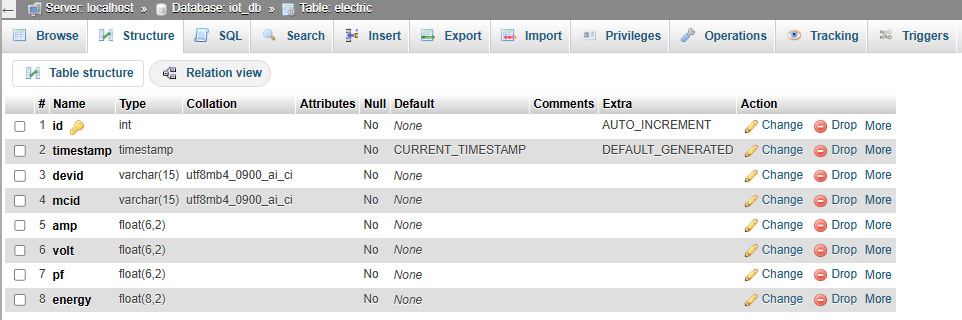 Server: localhost » Database: iot_db » Table: electric
Browse Structure SQL Search Insert Export Import Privileges Operations Tracking Triggers
Table structure Relation view
# Name Type Collation Attributes Null Default Comments Extra Action
1 id int No None AUTO_INCREMENT Change Drop More
2 timestamp timestamp No CURRENT_TIMESTAMP DEFAULT_GENERATED Change Drop More
3 devid varchar(15) utf8mb4_0900_ai_ci No None Change Drop More
4 mcid varchar(15) utf8mb4_0900_ai_ci No None Change Drop More
5 amp float(6,2) No None Change Drop More
6 volt float(6,2) No None Change Drop More
7 pf float(6,2) No None Change Drop More
8 energy float(8,2) No None Change Drop More